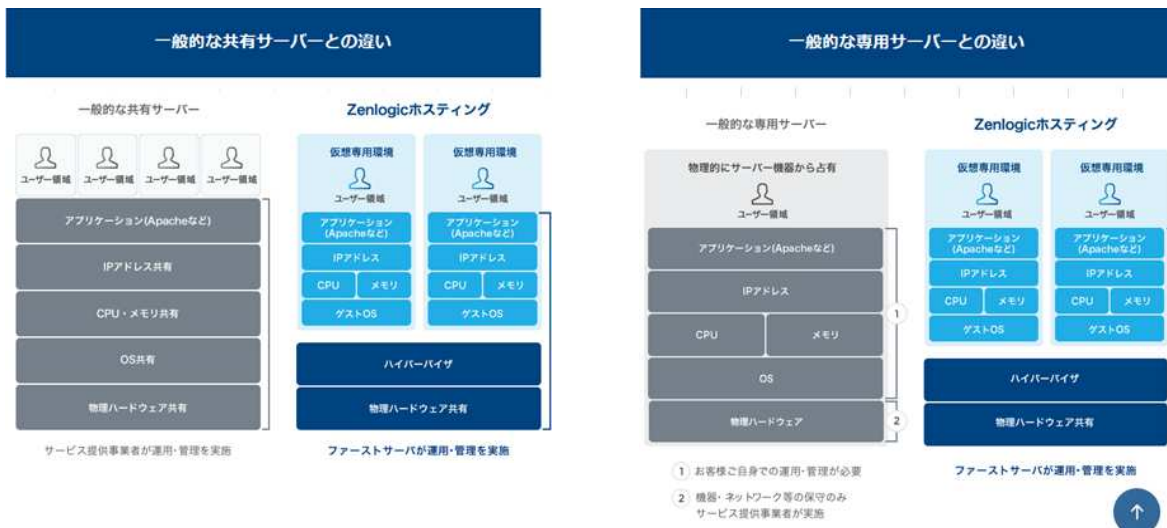 一般的な共有サーバーとの違い
一般的な共有サーバー
ユーザー領域 ユーザー領域 ユーザー領域 ユーザー領域
アプリケーション(Apacheなど)
IPアドレス共有
CPU・メモリ共有
OS共有
物理ハードウェア共有
サービス提供事業者が運用・管理を実施
Zenlogicホスティング
仮想専用環境 仮想専用環境
ユーザー領域 ユーザー領域
アプリケーション アプリケーション
(Apacheなど) (Apacheなど)
IPアドレス IPアドレス
CPU メモリ CPU メモリ
ゲストOS ゲストOS
ハイパーバイザ
物理ハードウェア共有
ファーストサーバが運用・管理を実施
一般的な専用サーバーとの違い
一般的な専用サーバー
物理的にサーバー機器から占有
ユーザー領域
アプリケーション(Apacheなど)
IPアドレス
CPU メモリ
OS
1
物理ハードウェア
2
1 お客様ご自身での運用・管理が必要
2 機器・ネットワーク等の保守のみ
サービス提供事業者が実施
Zenlogicホスティング
仮想専用環境 仮想専用環境
ユーザー領域 ユーザー領域
アプリケーション アプリケーション
(Apacheなど) (Apacheなど)
IPアドレス IPアドレス
CPU メモリ CPU メモリ
ゲストOS ゲストOS
ハイパーバイザ
物理ハードウェア共有
ファーストサーバが運用・管理を実施